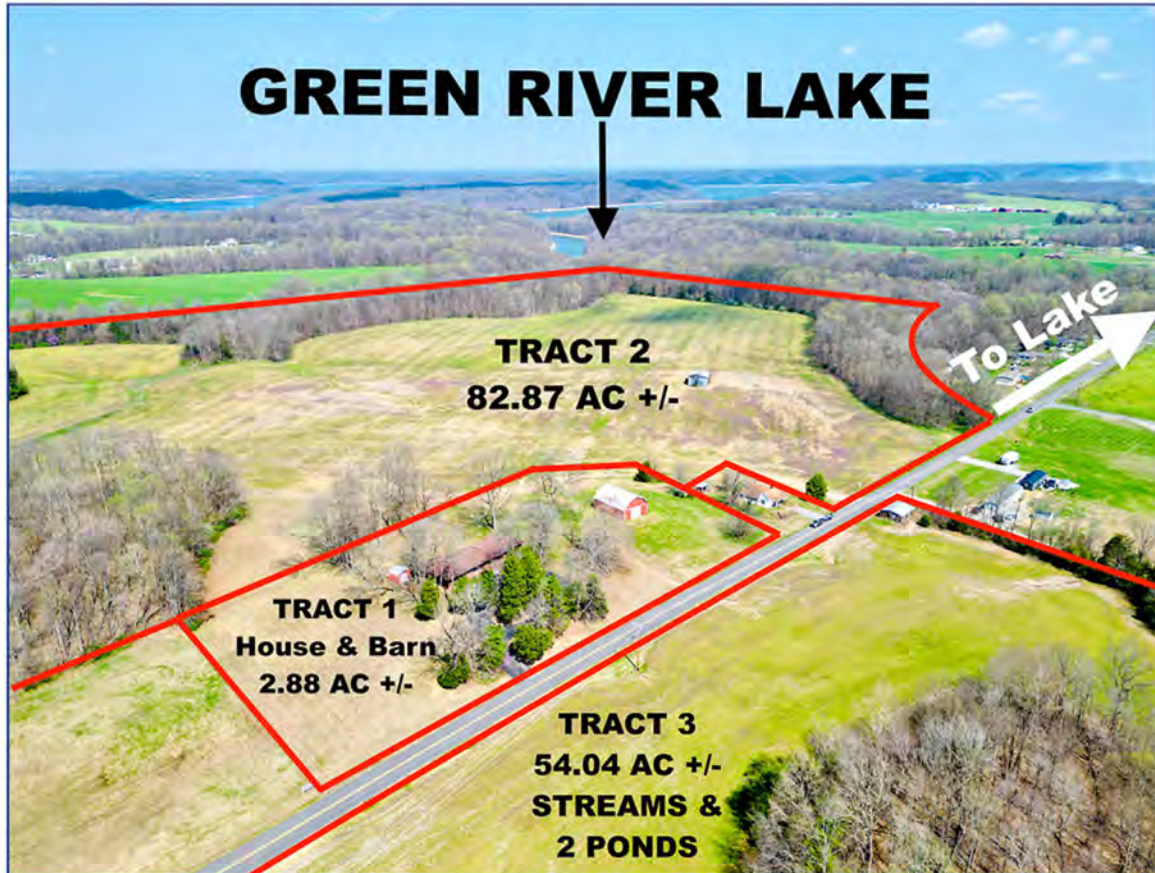 GREEN RIVER LAKE
To Lake
TRACT 2
82.87 AC +/-
TRACT 1
House & Barn
2.88 AC +/-
TRACT 3
54.04 AC +/-
STREAMS &
2 PONDS